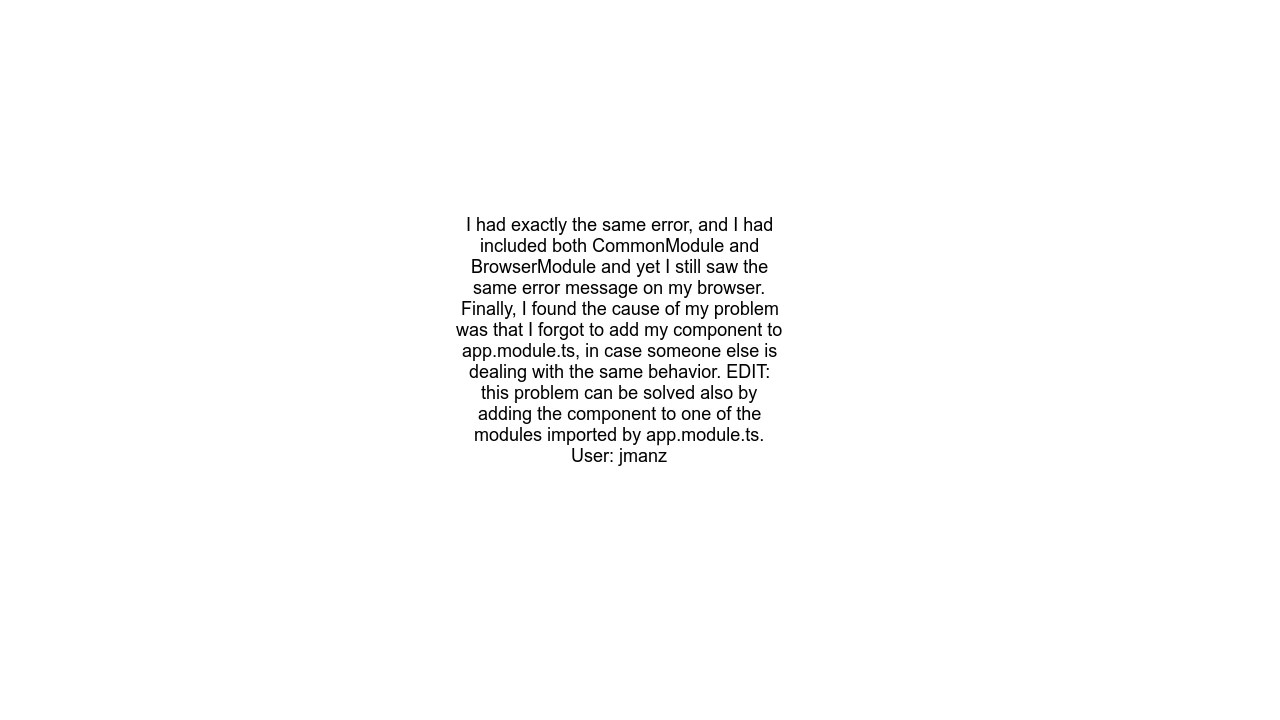 I had exactly the same error, and I had
included both CommonModule and
BrowserModule and yet I still saw the
same error message on my browser.
Finally, I found the cause of my problem
was that I forgot to add my component to
app.module.ts, in case someone else is
dealing with the same behavior. EDIT:
this problem can be solved also by
adding the component to one of the
modules imported by app.module.ts.
User: jmanz